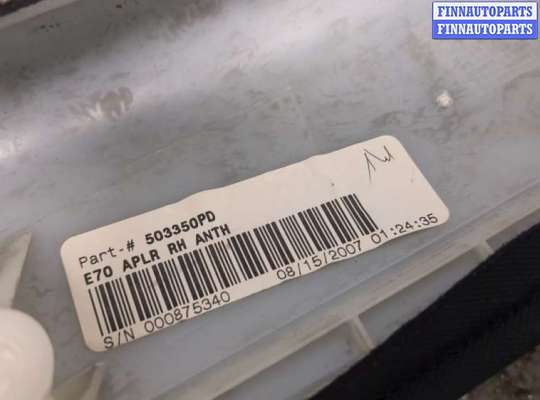 FINNAUTOPARTS
FINNAUTOPARTS
Part-# 503350PD
E70 APLR RH ANTH
S/N 000875340
08/15/2007 01:24:35